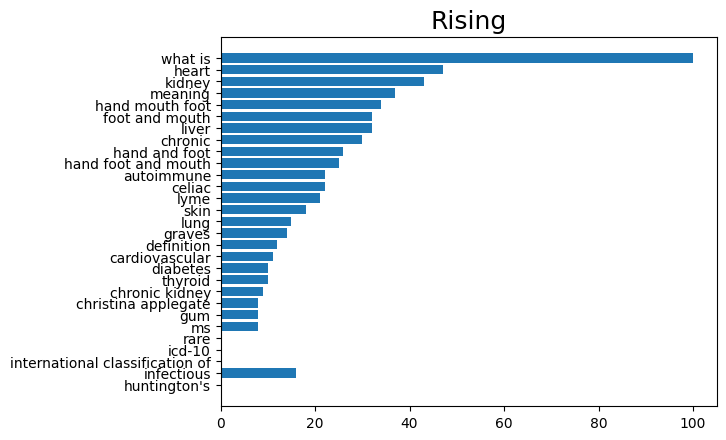 Rising
what is
heart
kidney
meaning
hand mouth foot
foot and mouth
liver
chronic
hand and foot
hand foot and mouth
autoimmune
celiac
lyme
skin
lung
graves
definition
cardiovascular
diabetes
thyroid
chronic kidney
christina applegate
gum
ms
rare
icd-10
international classification of
infectious
huntington's
0 20 40 60 80 100